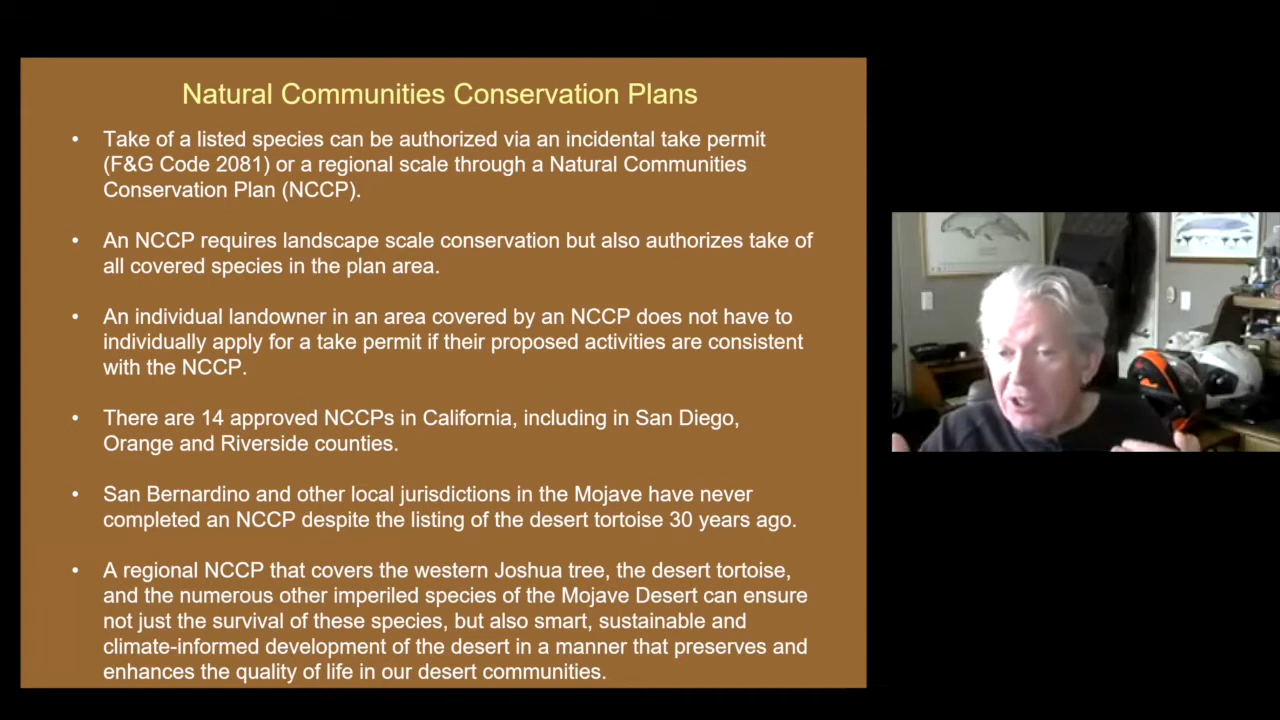 Natural Communities Conservation Plans
• Take of a listed species can be authorized via an incidental take permit
(F&G Code 2081) or a regional scale through a Natural Communities
Conservation Plan (NCCP).
• An NCCP requires landscape scale conservation but also authorizes take of
all covered species in the plan area.
• An individual landowner in an area covered by an NCCP does not have to
individually apply for a take permit if their proposed activities are consistent
with the NCCP.
• There are 14 approved NCCPs in California, including in San Diego,
Orange and Riverside counties.
• San Bernardino and other local jurisdictions in the Mojave have never
completed an NCCP despite the listing of the desert tortoise 30 years ago.
• A regional NCCP that covers the western Joshua tree, the desert tortoise,
and the numerous other imperiled species of the Mojave Desert can ensure
not just the survival of these species, but also smart, sustainable and
climate-informed development of the desert in a manner that preserves and
enhances the quality of life in our desert communities.